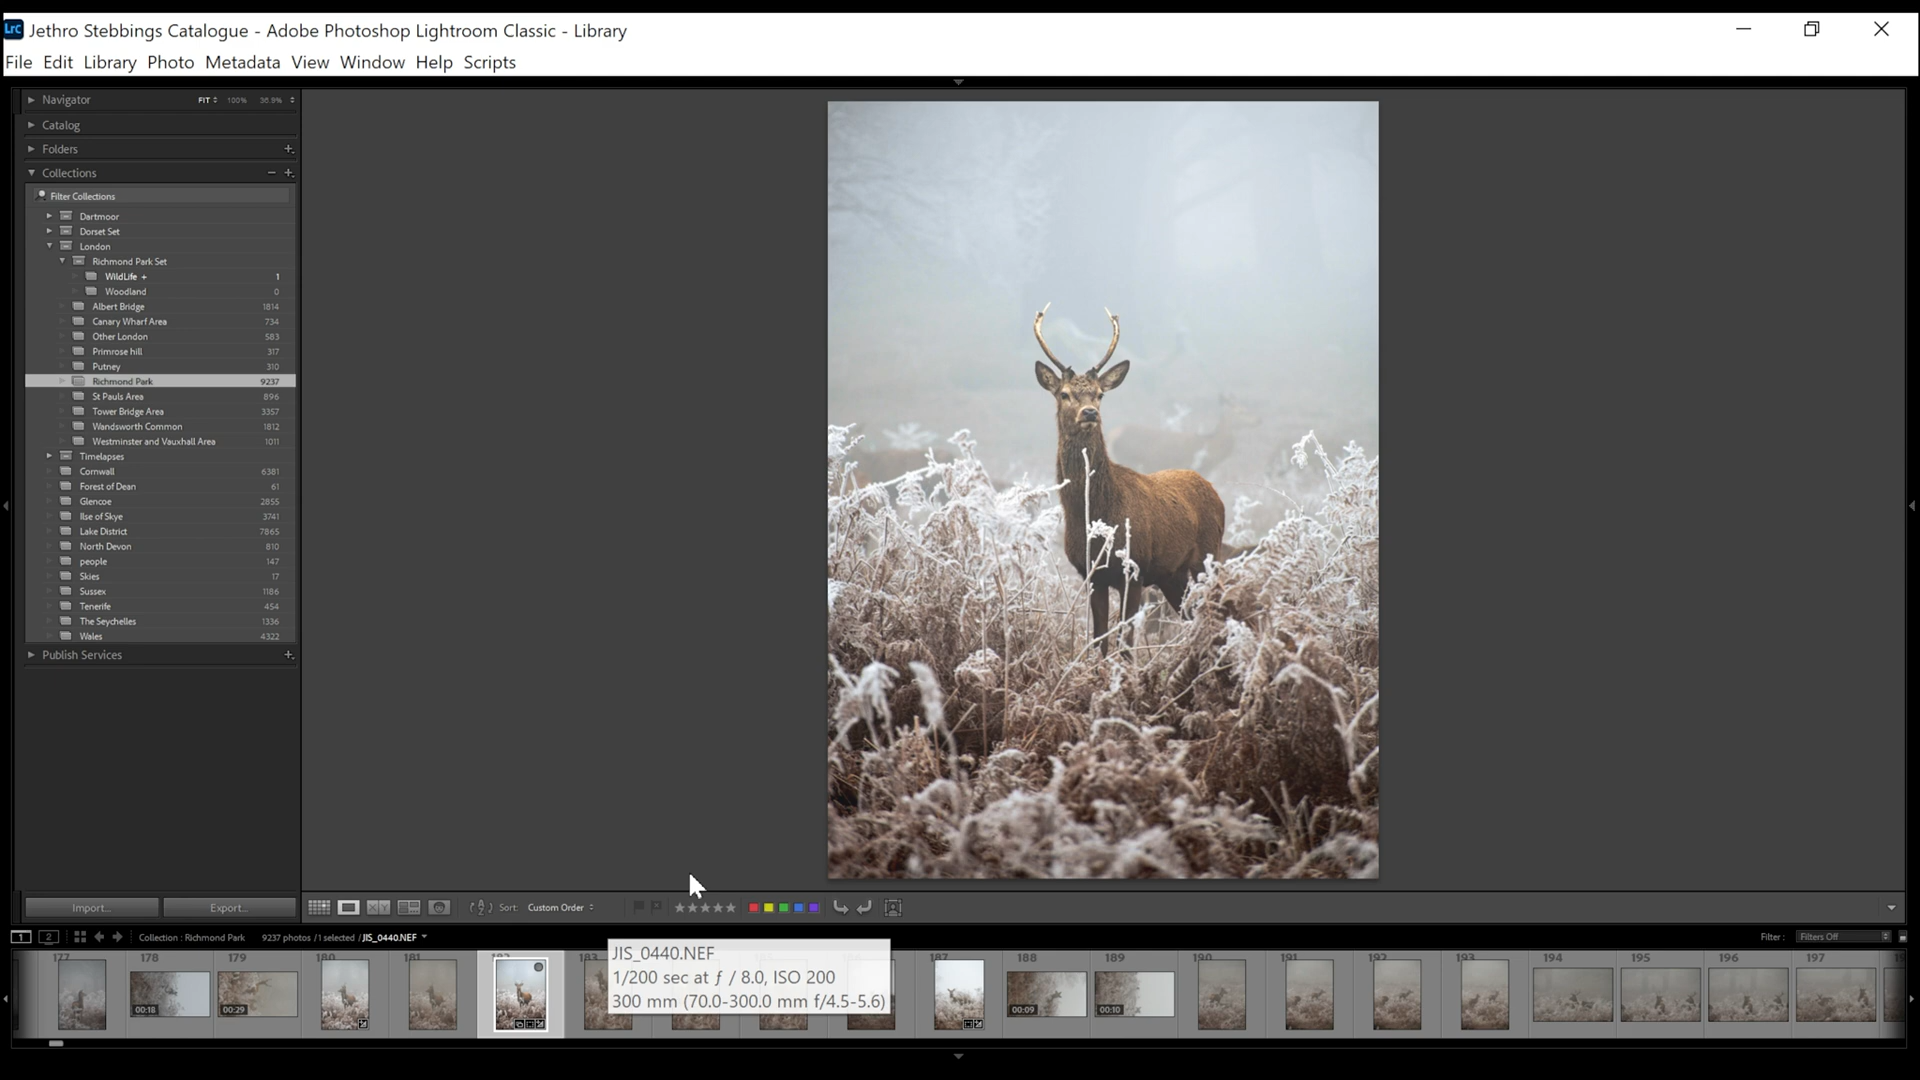 Lrc Jethro Stebbings Catalogue - Adobe Photoshop Lightroom Classic - Library
File Edit Library Photo Metadata View Window Help Scripts
Navigator FIT 100% 36.9%
Catalog
Folders
Collections
Filter Collections
Dartmoor
Dorset Set
London
Richmond Park Set
WildLife + 1
Woodland 0
Albert Bridge 1814
Canary Wharf Area 734
Other London 583
Primrose hill 317
Putney 310
Richmond Park 9237
St Pauls Area 896
Tower Bridge Area 3357
Wandsworth Common 1812
Westminster and Vauxhall Area 1011
Timelapses
Cornwall 6381
Forest of Dean 61
Glencoe 2855
Ilse of Skye 3741
Lake District 7865
North Devon 810
people 147
Skies 17
Sussex 1186
Tenerife 454
The Seychelles 1336
Wales 4322
Publish Services
Import... Export... XY Sort: Custom Order
1 2 Collection : Richmond Park 9237 photos / 1 selected / JIS_0440.NEF Filter : Filters Off
177 178 179 180 181 182 183 187 188 189 190 191 192 193 194 195 196 197
JIS_0440.NEF
1/200 sec at ƒ / 8.0, ISO 200
300 mm (70.0-300.0 mm f/4.5-5.6)
00:18 00:29 00:09 00:10